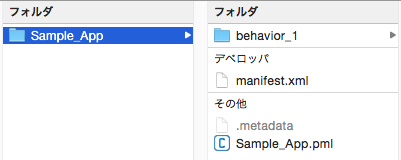 フォルダ
Sample_App
フォルダ
behavior_1
デベロッパ
manifest.xml
その他
.metadata
Sample_App.pml